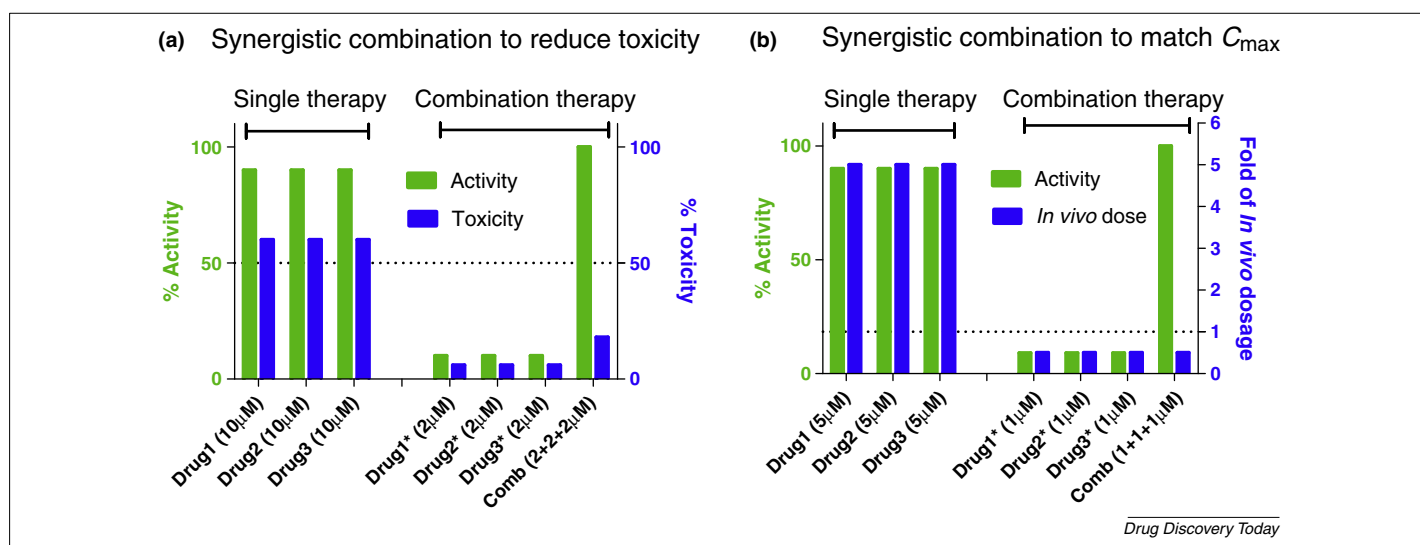 (a) Synergistic combination to reduce toxicity
Single therapy
Combination therapy
100
50
0
% Activity
Activity
Toxicity
100
50
0
% Toxicity
Drug1 (10μM)
Drug2 (10μM)
Drug3 (10μM)
Drug1* (2μM)
Drug2* (2μM)
Drug3* (2μM)
Comb (2+2+2μM)
(b) Synergistic combination to match Cmax
Single therapy
Combination therapy
100
50
0
% Activity
Activity
In vivo dose
6
5
4
3
2
1
0
Fold of In vivo dosage
Drug1 (5μM)
Drug2 (5μM)
Drug3 (5μM)
Drug1* (1μM)
Drug2* (1μM)
Drug3* (1μM)
Comb (1+1+1μM)
Drug Discovery Today